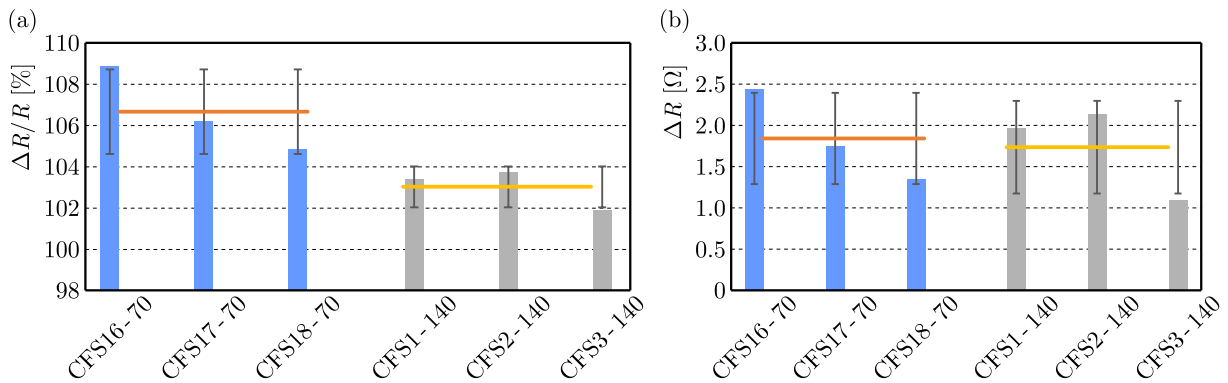 (a)
ΔR/R [%]
110
108
106
104
102
100
98
CFS16-70
CFS17-70
CFS18-70
CFS1-140
CFS2-140
CFS3-140
(b)
ΔR [Ω]
3.0
2.5
2.0
1.5
1.0
0.5
0
CFS16-70
CFS17-70
CFS18-70
CFS1-140
CFS2-140
CFS3-140